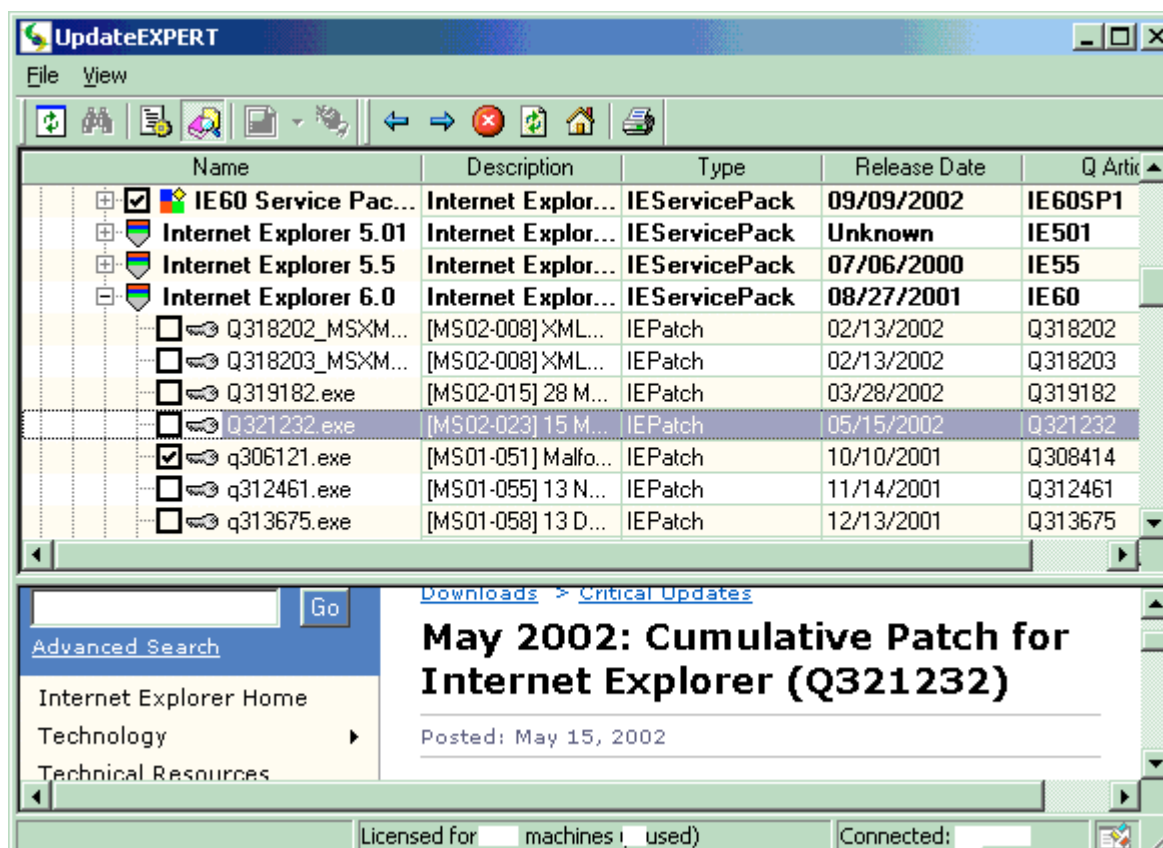 UpdateEXPERT
File View
Name Description Type Release Date Q Artic
IE60 Service Pac... Internet Explor... IEServicePack 09/09/2002 IE60SP1
Internet Explorer 5.01 Internet Explor... IEServicePack Unknown IE501
Internet Explorer 5.5 Internet Explor... IEServicePack 07/06/2000 IE55
Internet Explorer 6.0 Internet Explor... IEServicePack 08/27/2001 IE60
Q318202_MSXM... [MS02-008] XML... IEPatch 02/13/2002 Q318202
Q318203_MSXM... [MS02-008] XML... IEPatch 02/13/2002 Q318203
Q319182.exe [MS02-015] 28 M... IEPatch 03/28/2002 Q319182
Q321232.exe [MS02-023] 15 M... IEPatch 05/15/2002 Q321232
q306121.exe [MS01-051] Malfo... IEPatch 10/10/2001 Q308414
q312461.exe [MS01-055] 13 N... IEPatch 11/14/2001 Q312461
q313675.exe [MS01-058] 13 D... IEPatch 12/13/2001 Q313675
Go
Advanced Search
Internet Explorer Home
Technology
Technical Resources
Downloads > Critical Updates
May 2002: Cumulative Patch for
Internet Explorer (Q321232)
Posted: May 15, 2002
Licensed for machines ( used) Connected: